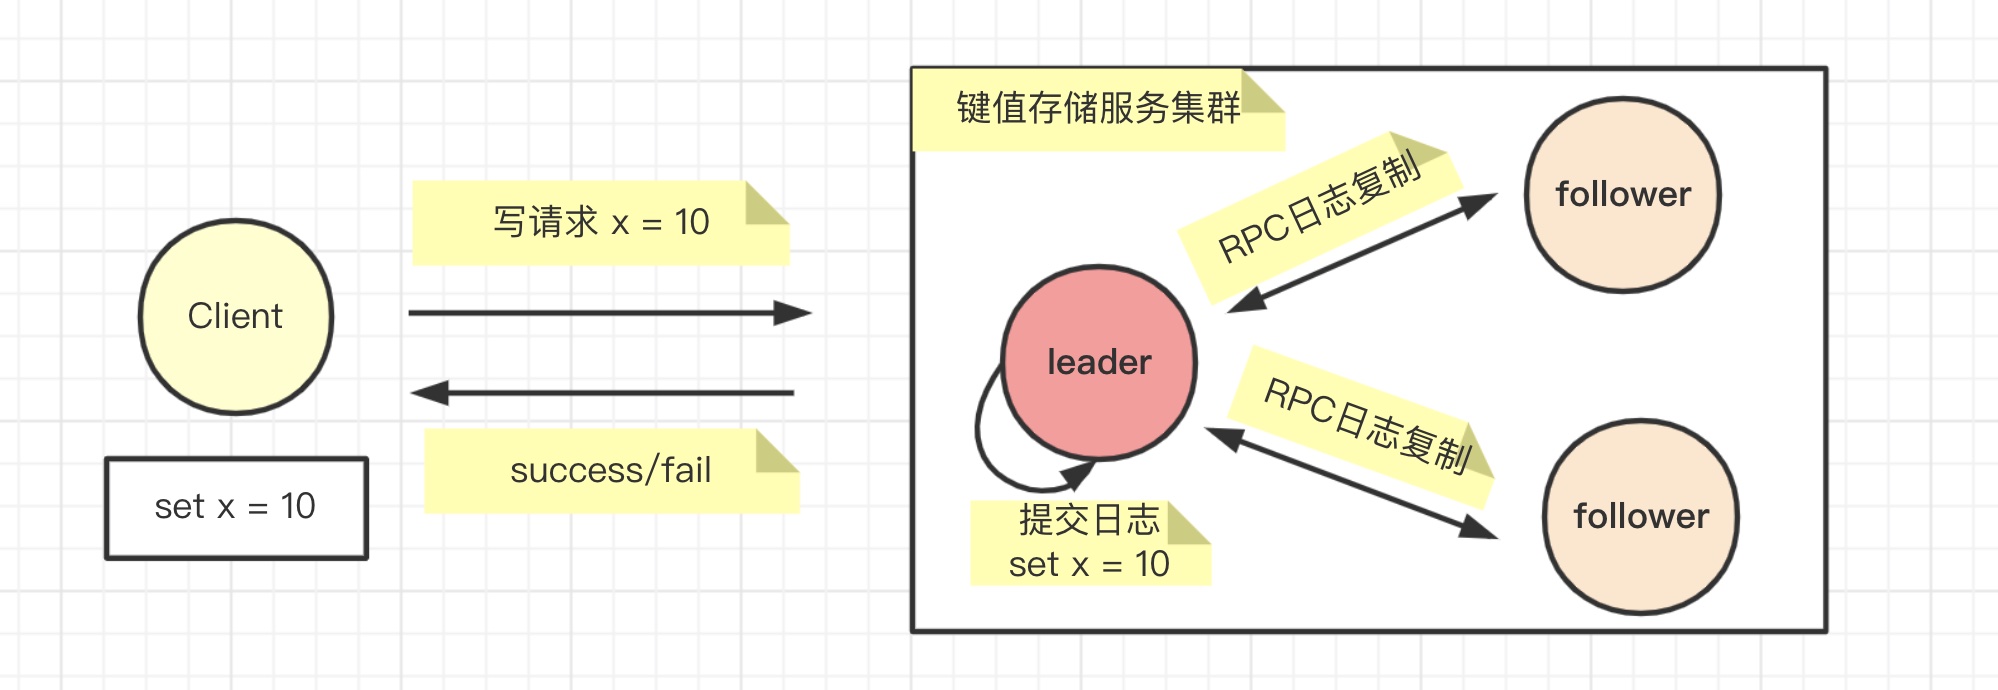 Client
set x = 10
写请求 x = 10
success/fail
键值存储服务集群
leader
提交日志
set x = 10
RPC日志复制
RPC日志复制
follower
follower